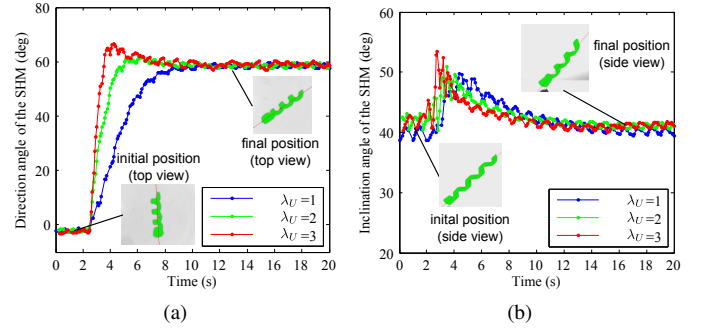 (a)
80
60
40
20
0
Direction angle of the SHM (deg)
initial position
(top view)
final position
(top view)
λU=1
λU=2
λU=3
0 2 4 6 8 10 12 14 16 18 20
Time (s)
(a)
(b)
60
50
40
30
Inclination angle of the SHM (deg)
final position
(side view)
inital position
(side view)
λU=1
λU=2
λU=3
0 2 4 6 8 10 12 14 16 18 20
Time (s)
(b)